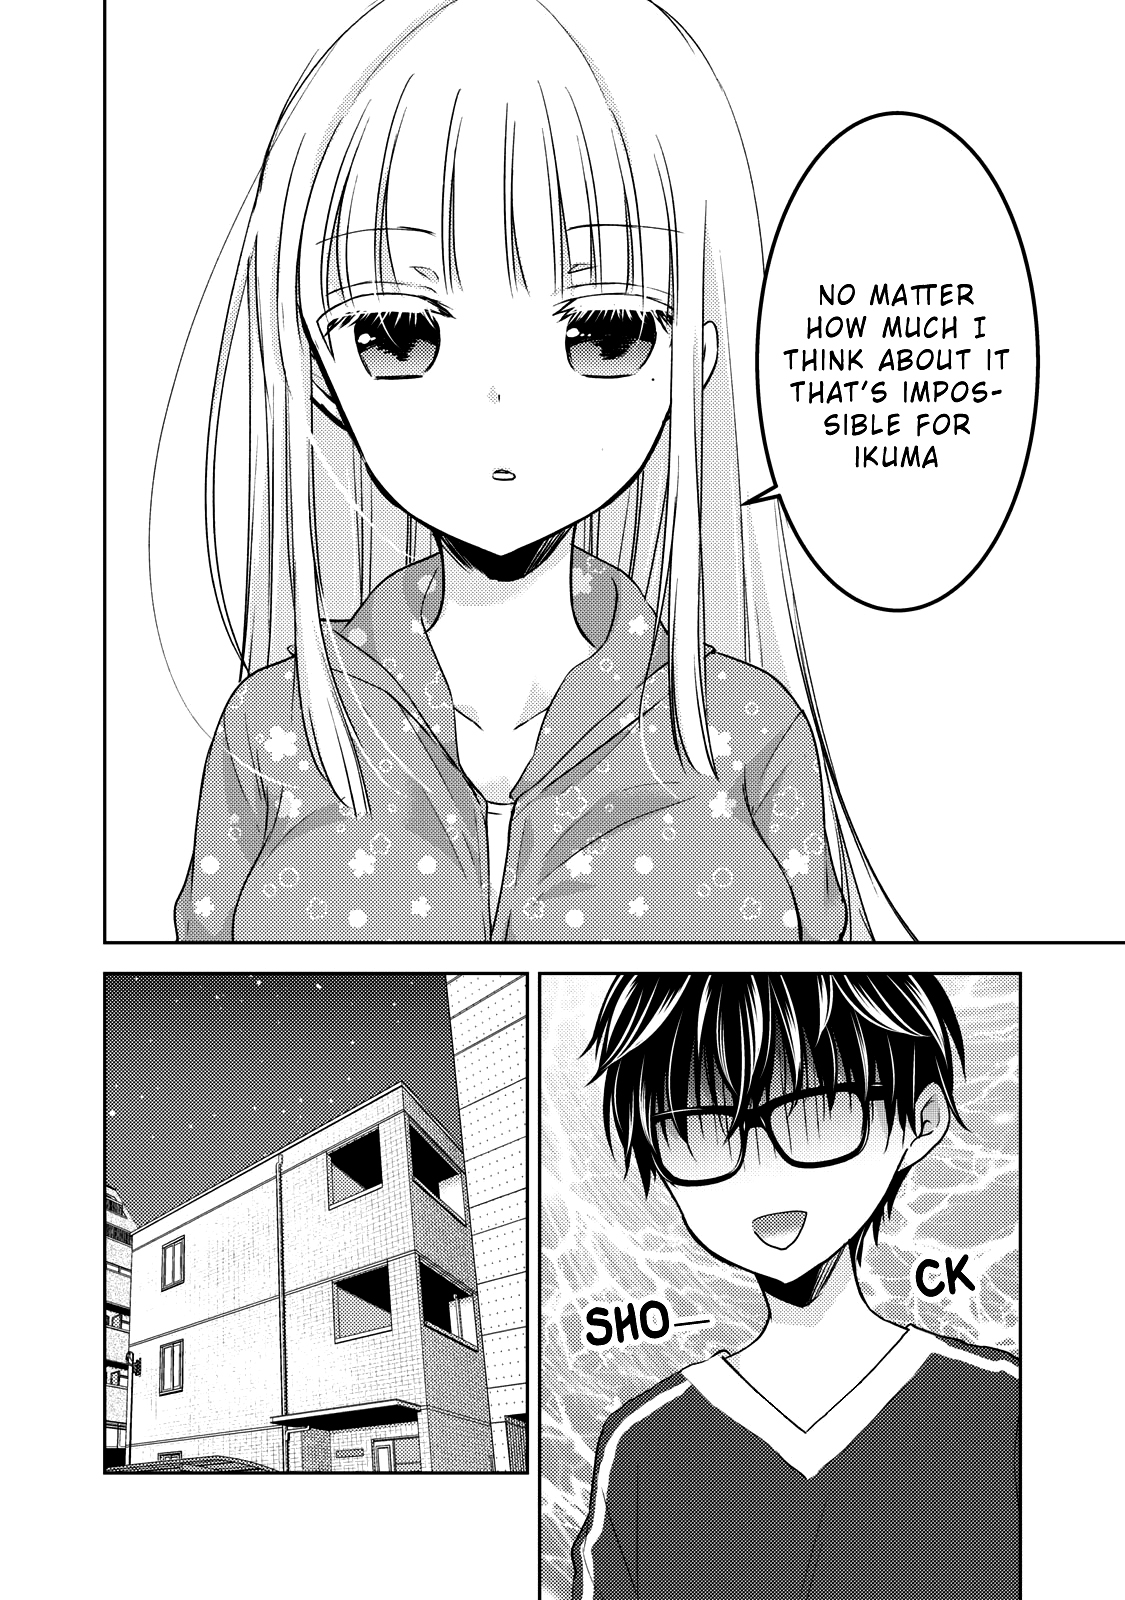 NO MATTER
HOW MUCH I
THINK ABOUT IT
THAT'S IMPOS-
SIBLE FOR
IKUMA
SHO—
CK